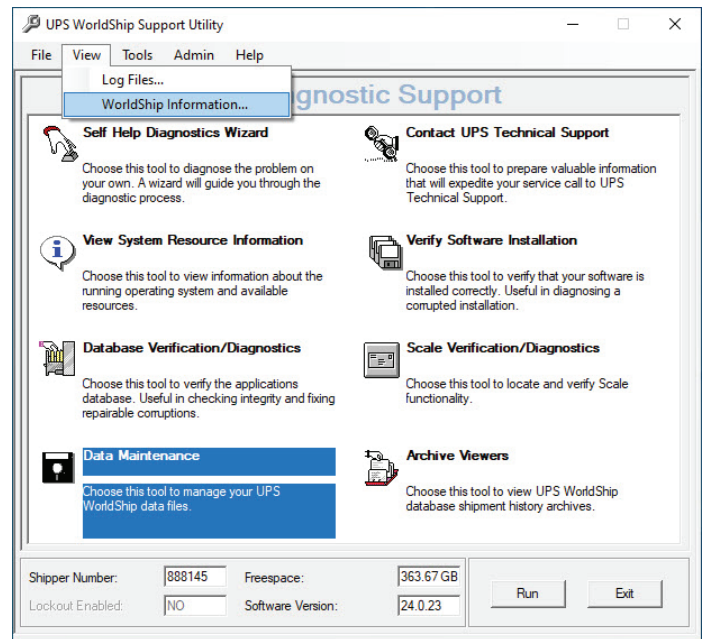 UPS WorldShip Support Utility
File View Tools Admin Help
Log Files...
WorldShip Information...
gnostic Support
Self Help Diagnostics Wizard
Choose this tool to diagnose the problem on
your own. A wizard will guide you through the
diagnostic process.
Contact UPS Technical Support
Choose this tool to prepare valuable information
that will expedite your service call to UPS
Technical Support.
View System Resource Information
Choose this tool to view information about the
running operating system and available
resources.
Verify Software Installation
Choose this tool to verify that your software is
installed correctly. Useful in diagnosing a
corrupted installation.
Database Verification/Diagnostics
Choose this tool to verify the applications
database. Useful in checking integrity and fixing
repairable corruptions.
Scale Verification/Diagnostics
Choose this tool to locate and verify Scale
functionality.
Data Maintenance
Choose this tool to manage your UPS
WorldShip data files.
Archive Viewers
Choose this tool to view UPS WorldShip
database shipment history archives.
Shipper Number: 888145 Freespace: 363.67 GB
Run Exit
Lockout Enabled: NO Software Version: 24.0.23